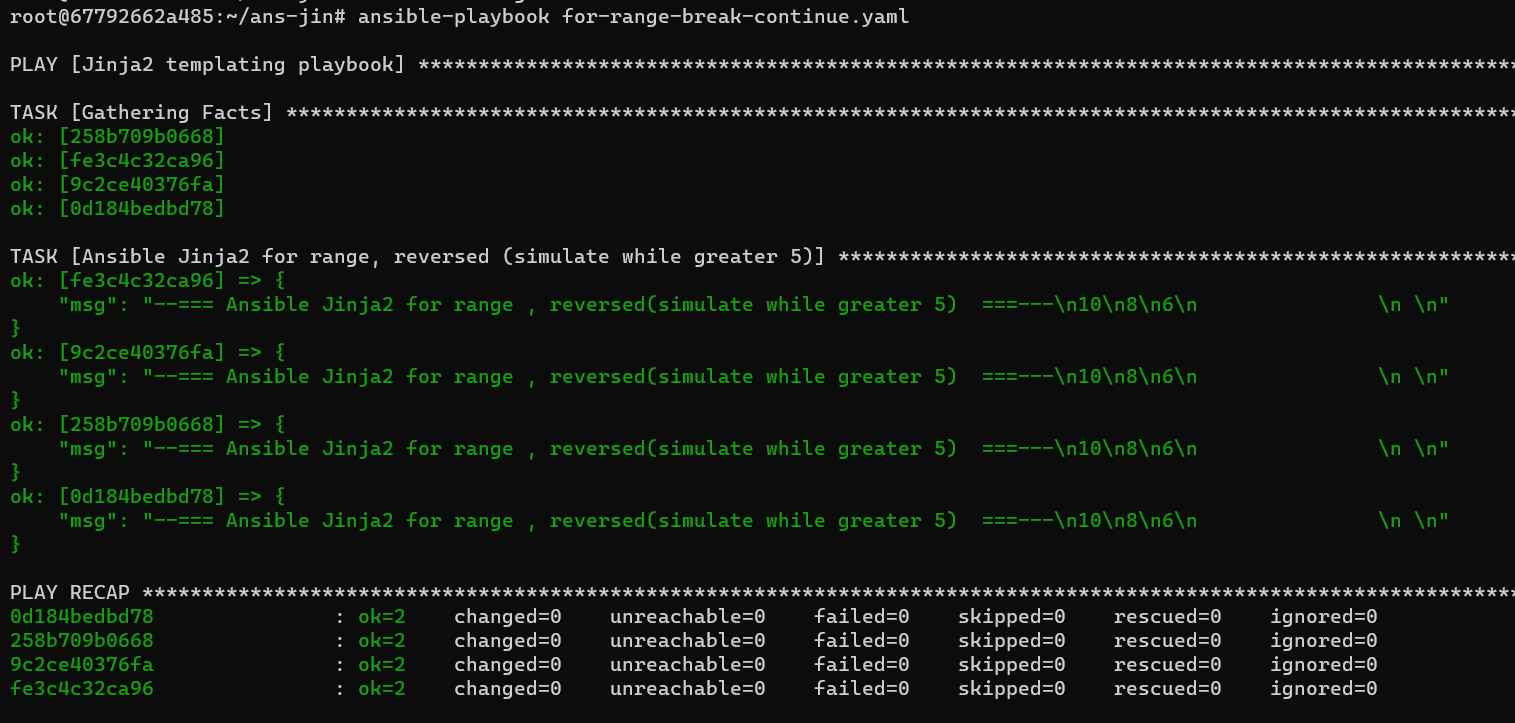 root@67792662a485:~/ans-jin# ansible-playbook for-range-break-continue.yaml
PLAY [Jinja2 templating playbook] *******************************************************************************************
TASK [Gathering Facts] ******************************************************************************************************
ok: [258b709b0668]
ok: [fe3c4c32ca96]
ok: [9c2ce40376fa]
ok: [0d184bedbd78]
TASK [Ansible Jinja2 for range, reversed (simulate while greater 5)] ********************************************************
ok: [fe3c4c32ca96] => {
    "msg": "--=== Ansible Jinja2 for range , reversed(simulate while greater 5)  ===---\n10\n8\n6\n               \n \n"
}
ok: [9c2ce40376fa] => {
    "msg": "--=== Ansible Jinja2 for range , reversed(simulate while greater 5)  ===---\n10\n8\n6\n               \n \n"
}
ok: [258b709b0668] => {
    "msg": "--=== Ansible Jinja2 for range , reversed(simulate while greater 5)  ===---\n10\n8\n6\n               \n \n"
}
ok: [0d184bedbd78] => {
    "msg": "--=== Ansible Jinja2 for range , reversed(simulate while greater 5)  ===---\n10\n8\n6\n               \n \n"
}
PLAY RECAP ******************************************************************************************************************
0d184bedbd78               : ok=2    changed=0    unreachable=0    failed=0    skipped=0    rescued=0    ignored=0
258b709b0668               : ok=2    changed=0    unreachable=0    failed=0    skipped=0    rescued=0    ignored=0
9c2ce40376fa               : ok=2    changed=0    unreachable=0    failed=0    skipped=0    rescued=0    ignored=0
fe3c4c32ca96               : ok=2    changed=0    unreachable=0    failed=0    skipped=0    rescued=0    ignored=0